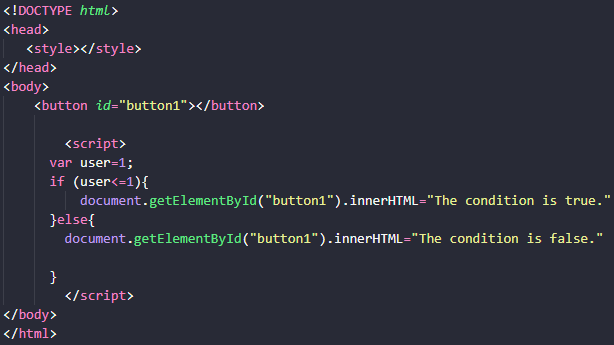 <!DOCTYPE html>
<head>
<style></style>
</head>
<body>
<button id="button1"></button>
<script>
var user=1;
if (user<=1){
document.getElementById("button1").innerHTML="The condition is true."
}else{
document.getElementById("button1").innerHTML="The condition is false."
}
</script>
</body>
</html>